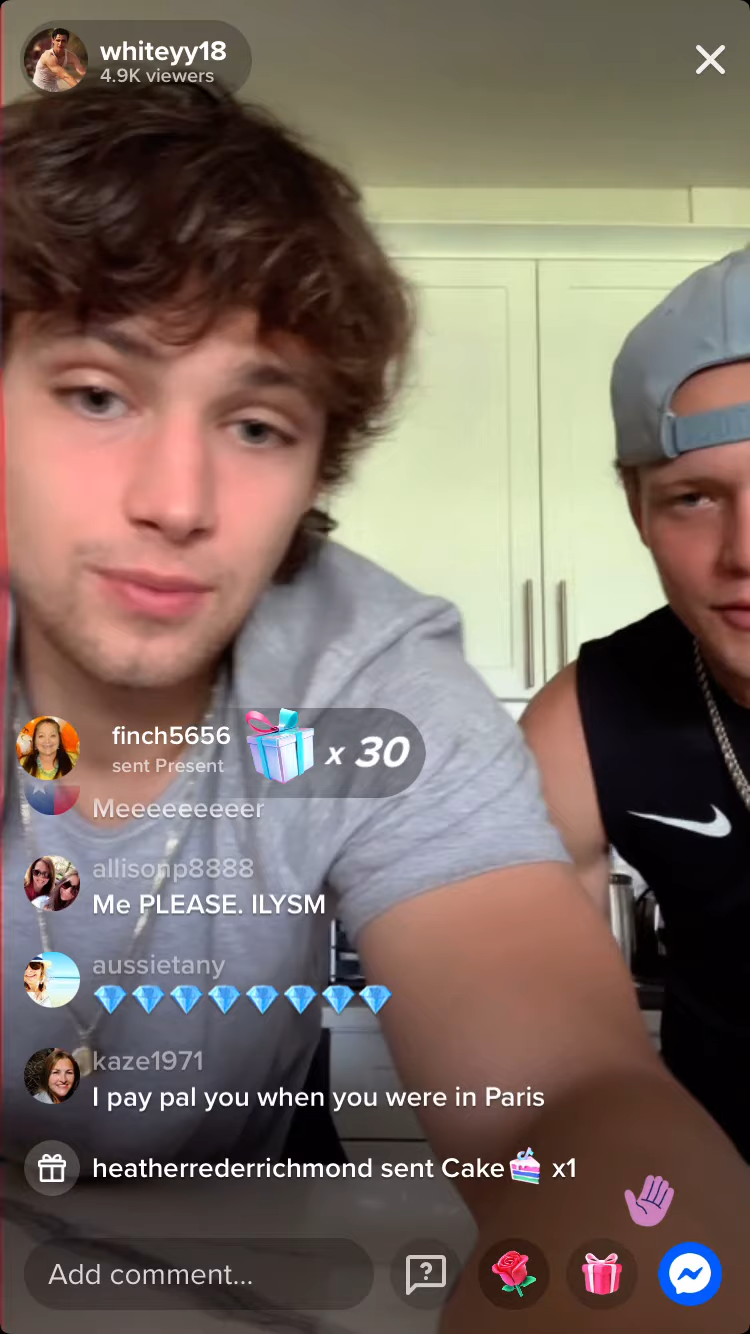 whiteyy18
4.9K viewers
finch5656
sent Present
x 30
Meeeeeeeeer
allisonp8888
Me PLEASE. ILYSM
aussietany
💎💎💎💎💎💎💎💎
kaze1971
I pay pal you when you were in Paris
heatherrederrichmond sent Cake x1
Add comment...
?